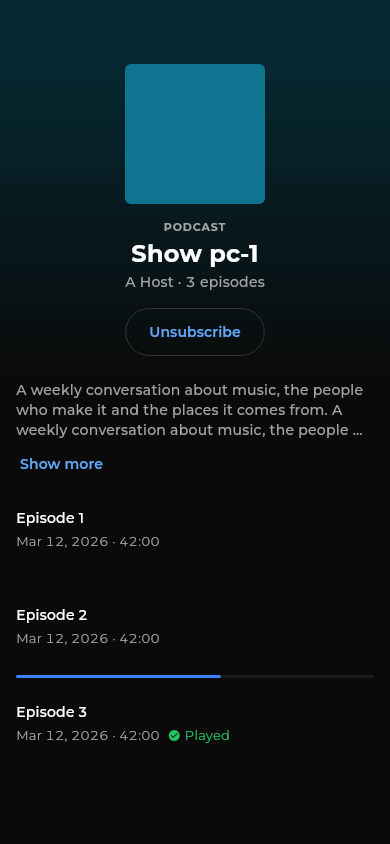 PODCAST
Show pc-1
A Host · 3 episodes
Unsubscribe
A weekly conversation about music, the people
who make it and the places it comes from. A
weekly conversation about music, the people ...
Show more
Episode 1
Mar 12, 2026 · 42:00
Episode 2
Mar 12, 2026 · 42:00
Episode 3
Mar 12, 2026 · 42:00 Played